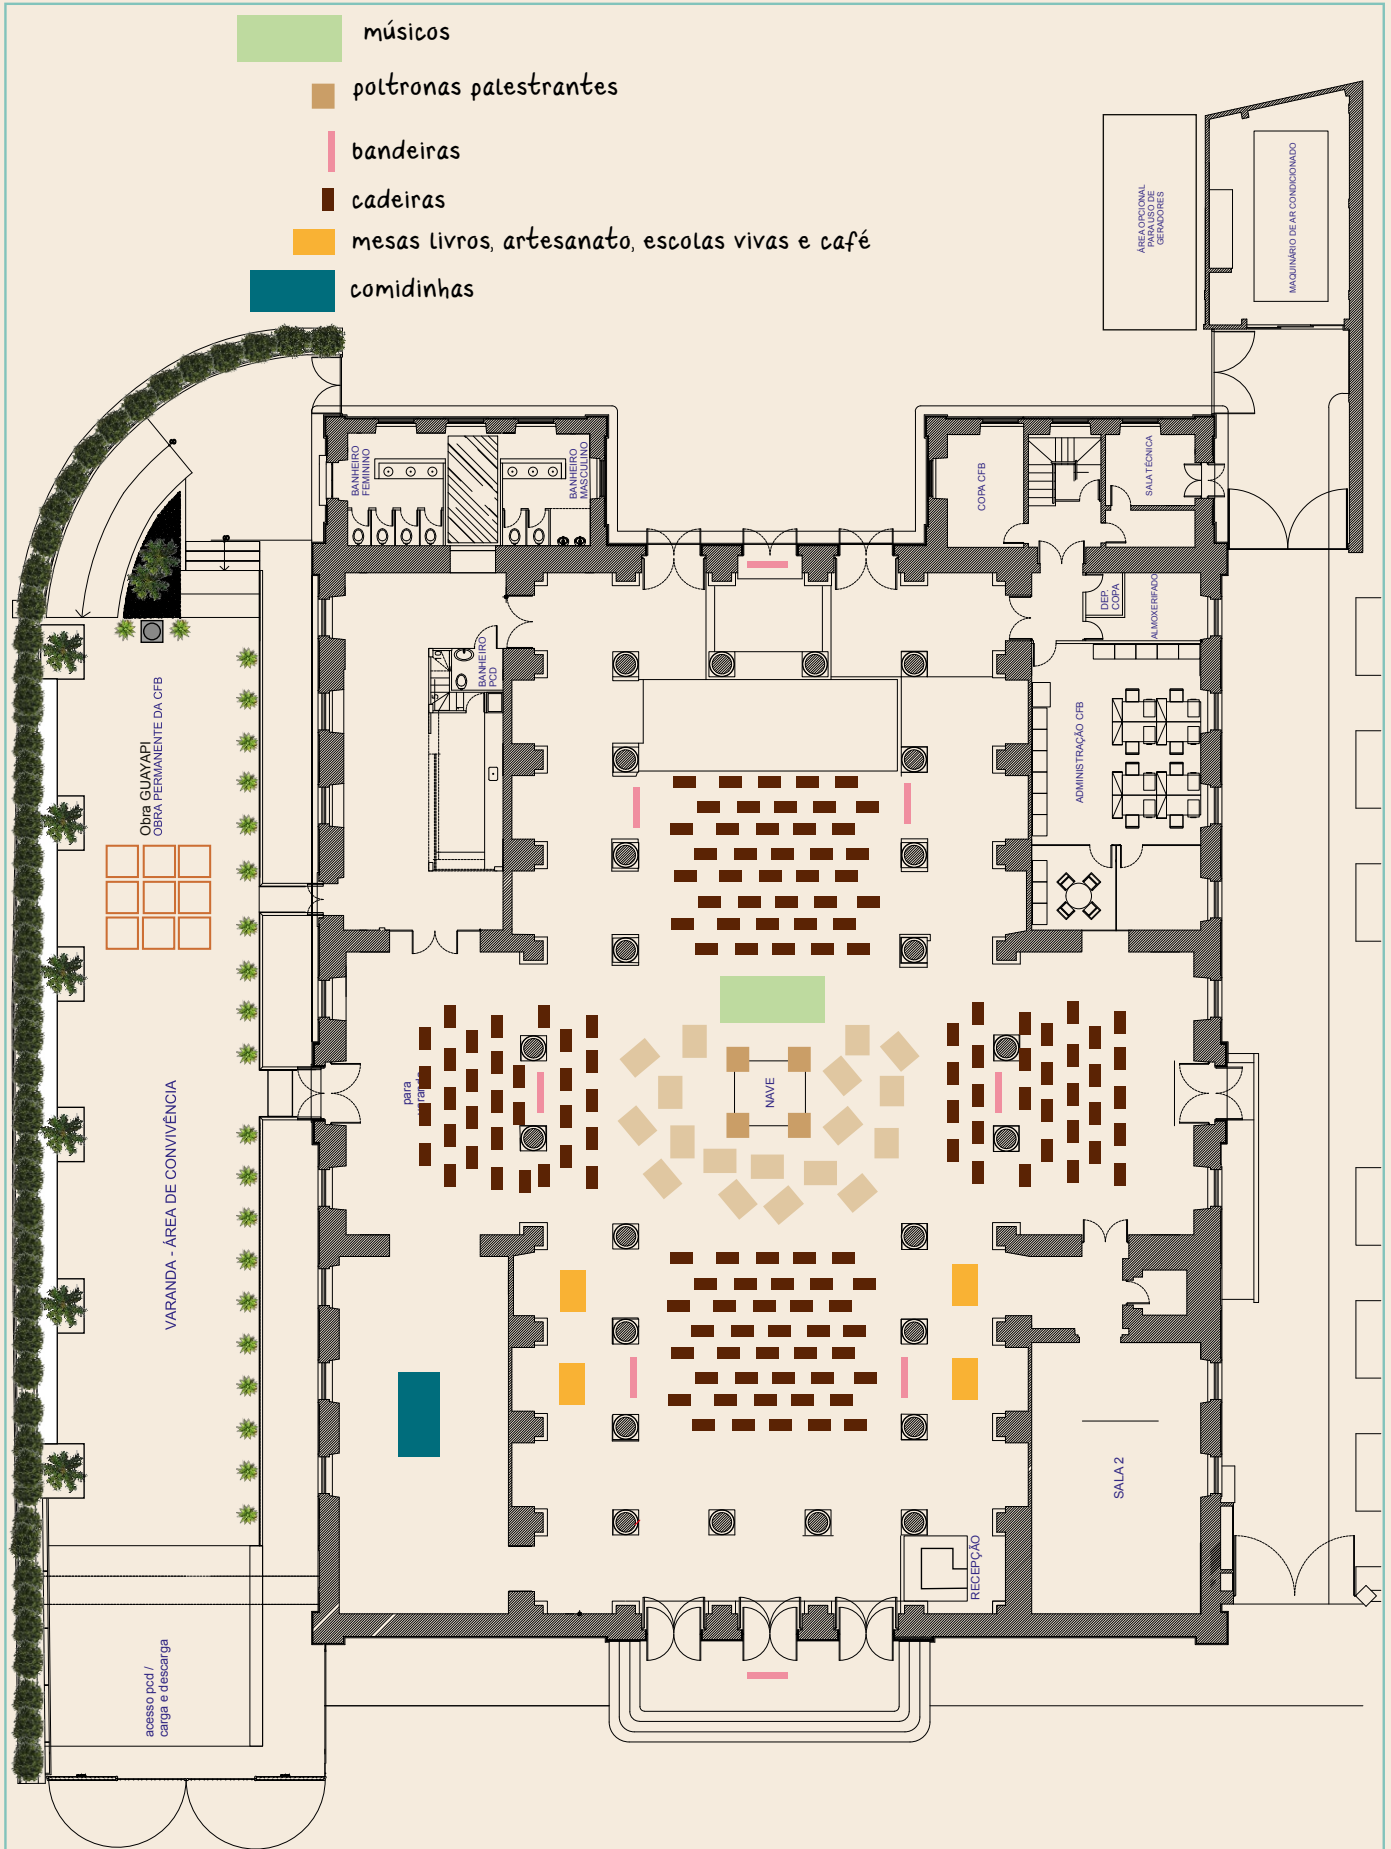 músicos
poltronas palestrantes
bandeiras
cadeiras
mesas livros, artesanato, escolas vivas e café
comidinhas
ÁREA OPCIONAL
PARA USO DE
GERADORES
MAQUINÁRIO DE AR CONDICIONADO
BANHEIRO
FEMININO
BANHEIRO
MASCULINO
COPA CFB
SALA TÉCNICA
DEP.
COPA
ALMOXERIFADO
BANHEIRO
PCD
ADMINISTRAÇÃO CFB
Obra GUAYAPI
OBRA PERMANENTE DA CFB
VARANDA - ÁREA DE CONVIVÊNCIA
para
NAVE
SALA 2
RECEPÇÃO
acesso pcd /
carga e descarga